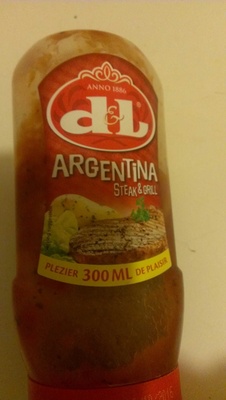 ANNO 1886
d&L
ARGENTINA
STEAK & GRILL
PLEZIER 300 ML DE PLAISIR